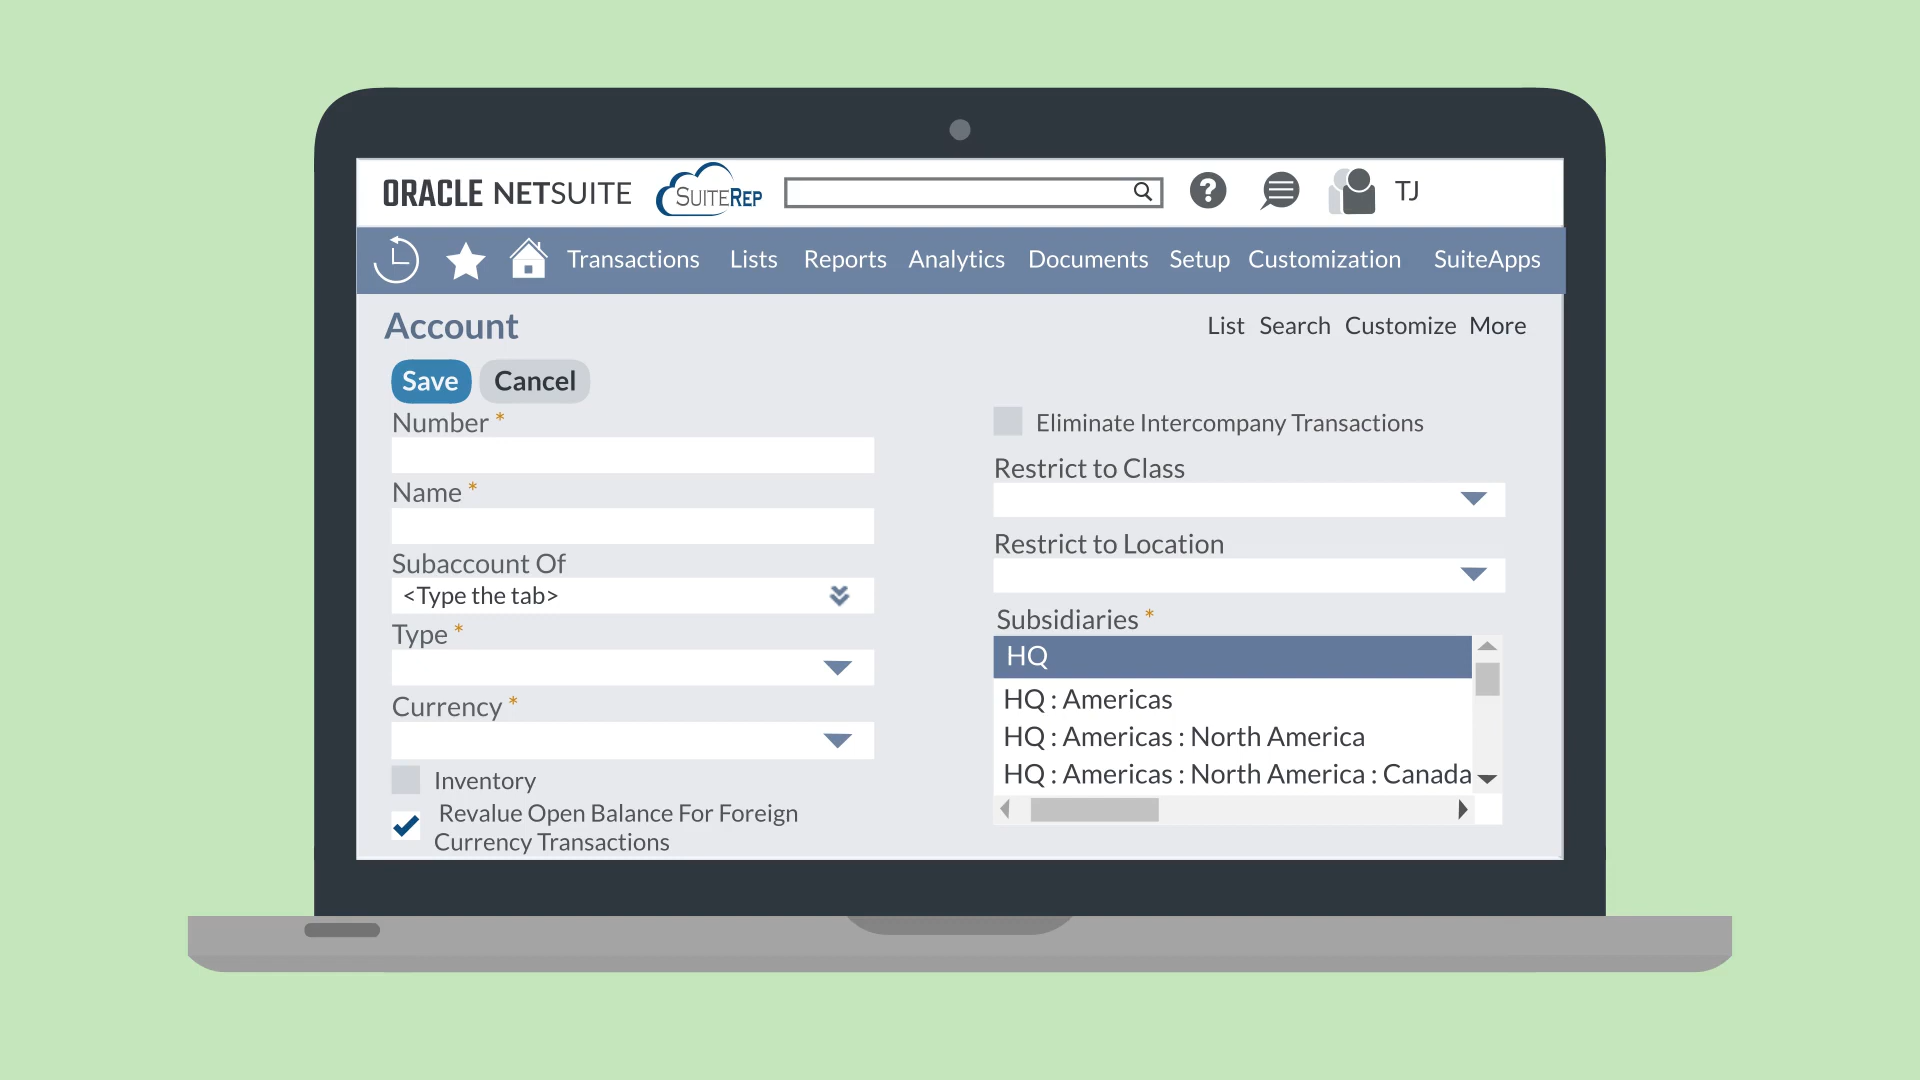 ORACLE NETSUITE
SUITEREP
?
TJ
Transactions Lists Reports Analytics Documents Setup Customization SuiteApps
Account
List Search Customize More
Save Cancel
Number *
Name *
Subaccount Of
<Type the tab>
Type *
Currency *
Inventory
Revalue Open Balance For Foreign
Currency Transactions
Eliminate Intercompany Transactions
Restrict to Class
Restrict to Location
Subsidiaries *
HQ
HQ : Americas
HQ : Americas : North America
HQ : Americas : North America : Canada